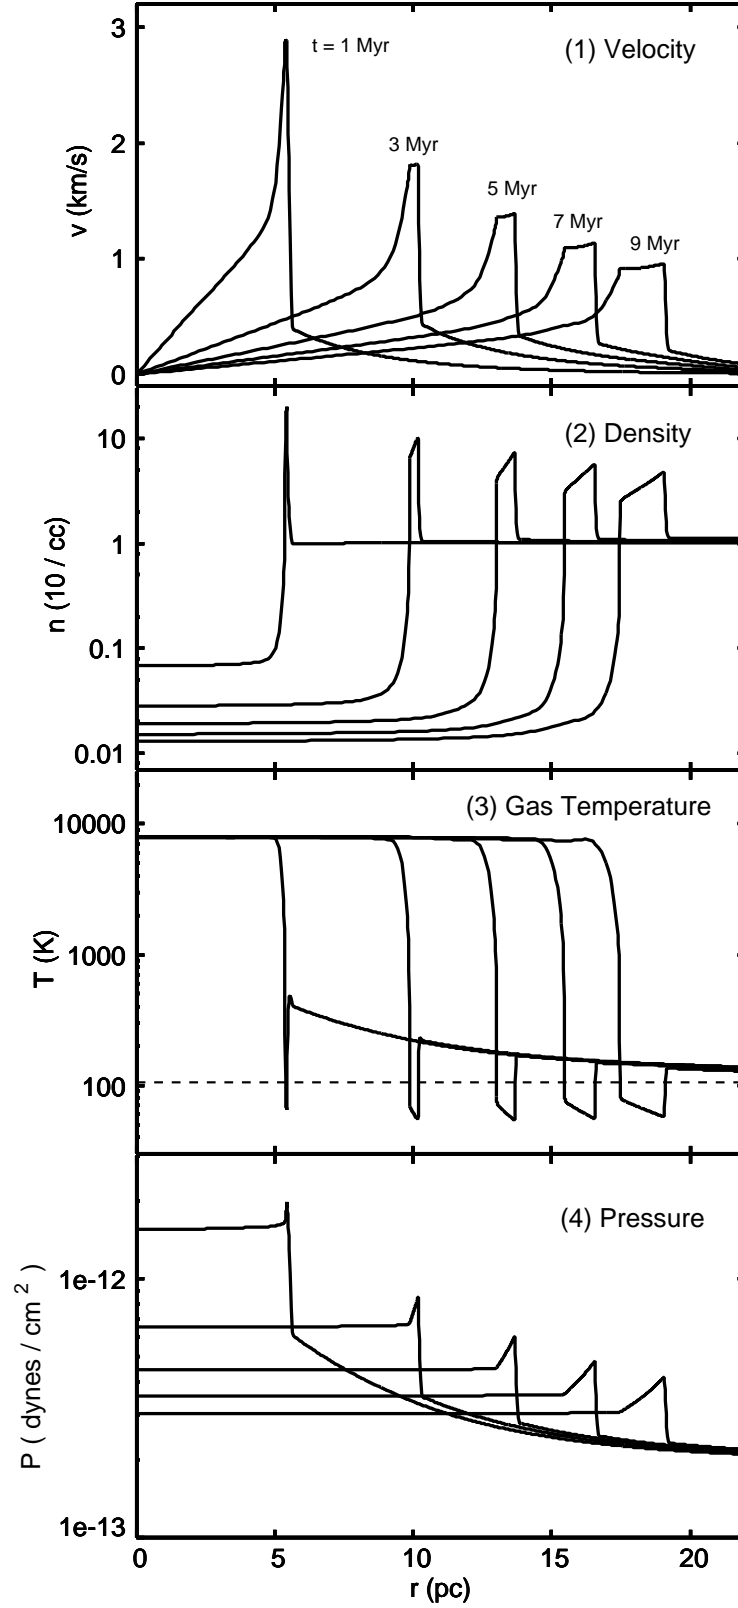 3
(1) Velocity
t = 1 Myr
2
3 Myr
v (km/s)
5 Myr
7 Myr
1
9 Myr
0
10
(2) Density
n (10 / cc)
1
0.1
0.01
(3) Gas Temperature
10000
T (K)
1000
100
(4) Pressure
1e-12
P ( dynes / cm 2 )
1e-13
0 5 10 15 20
r (pc)